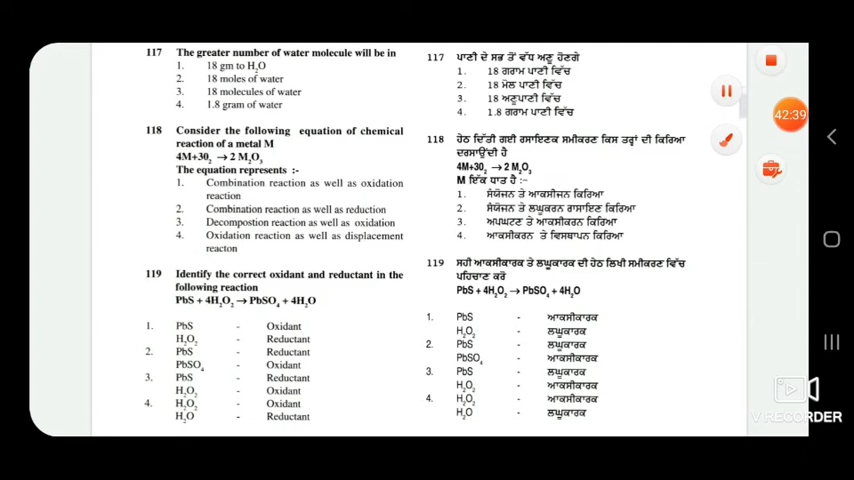 117 The greater number of water molecule will be in
1. 18 gm to H₂O
2. 18 moles of water
3. 18 molecules of water
4. 1.8 gram of water
118 Consider the following equation of chemical
reaction of a metal M
4M+30₂ → 2 M₂O₃
The equation represents :-
1. Combination reaction as well as oxidation
reaction
2. Combination reaction as well as reduction
3. Decompostion reaction as well as oxidation
4. Oxidation reaction as well as displacement
reacton
119 Identify the correct oxidant and reductant in the
following reaction
PbS + 4H₂O₂ → PbSO₄ + 4H₂O
1. PbS - Oxidant
H₂O₂ - Reductant
2. PbS - Reductant
PbSO₄ - Oxidant
3. PbS - Reductant
H₂O₂ - Oxidant
4. H₂O₂ - Oxidant
H₂O - Reductant
117 ਪਾਣੀ ਦੇ ਸਭ ਤੋਂ ਵੱਧ ਅਣੂ ਹੋਣਗੇ
1. 18 ਗਰਾਮ ਪਾਣੀ ਵਿੱਚ
2. 18 ਮੋਲ ਪਾਣੀ ਵਿੱਚ
3. 18 ਅਣੂਪਾਣੀ ਵਿੱਚ
4. 1.8 ਗਰਾਮ ਪਾਣੀ ਵਿੱਚ
118 ਹੇਠ ਦਿੱਤੀ ਗਈ ਰਸਾਇਣਕ ਸਮੀਕਰਣ ਕਿਸ ਤਰ੍ਹਾਂ ਦੀ ਕਿਰਿਆ
ਦਰਸਾਉਂਦੀ ਹੈ
4M+30₂ → 2 M₂O₃
M ਇੱਕ ਧਾਤ ਹੈ :-
1. ਸੰਯੋਜਨ ਤੇ ਆਕਸੀਜਨ ਕਿਰਿਆ
2. ਸੰਯੋਜਨ ਤੇ ਲਘੂਕਰਨ ਰਾਸਾਇਣ ਕਿਰਿਆ
3. ਅਪਘਟਣ ਤੇ ਆਕਸੀਕਰਨ ਕਿਰਿਆ
4. ਆਕਸੀਕਰਨ ਤੇ ਵਿਸਥਾਪਨ ਕਿਰਿਆ
119 ਸਹੀ ਆਕਸੀਕਾਰਕ ਤੇ ਲਘੂਕਾਰਕ ਦੀ ਹੇਠ ਲਿਖੀ ਸਮੀਕਰਣ ਵਿੱਚ
ਪਹਿਚਾਣ ਕਰੋ
PbS + 4H₂O₂ → PbSO₄ + 4H₂O
1. PbS - ਆਕਸੀਕਾਰਕ
H₂O₂ - ਲਘੂਕਾਰਕ
2. PbS - ਲਘੂਕਾਰਕ
PbSO₄ - ਆਕਸੀਕਾਰਕ
3. PbS - ਲਘੂਕਾਰਕ
H₂O₂ - ਆਕਸੀਕਾਰਕ
4. H₂O₂ - ਆਕਸੀਕਾਰਕ
H₂O - ਲਘੂਕਾਰਕ
42:39
V RECORDER